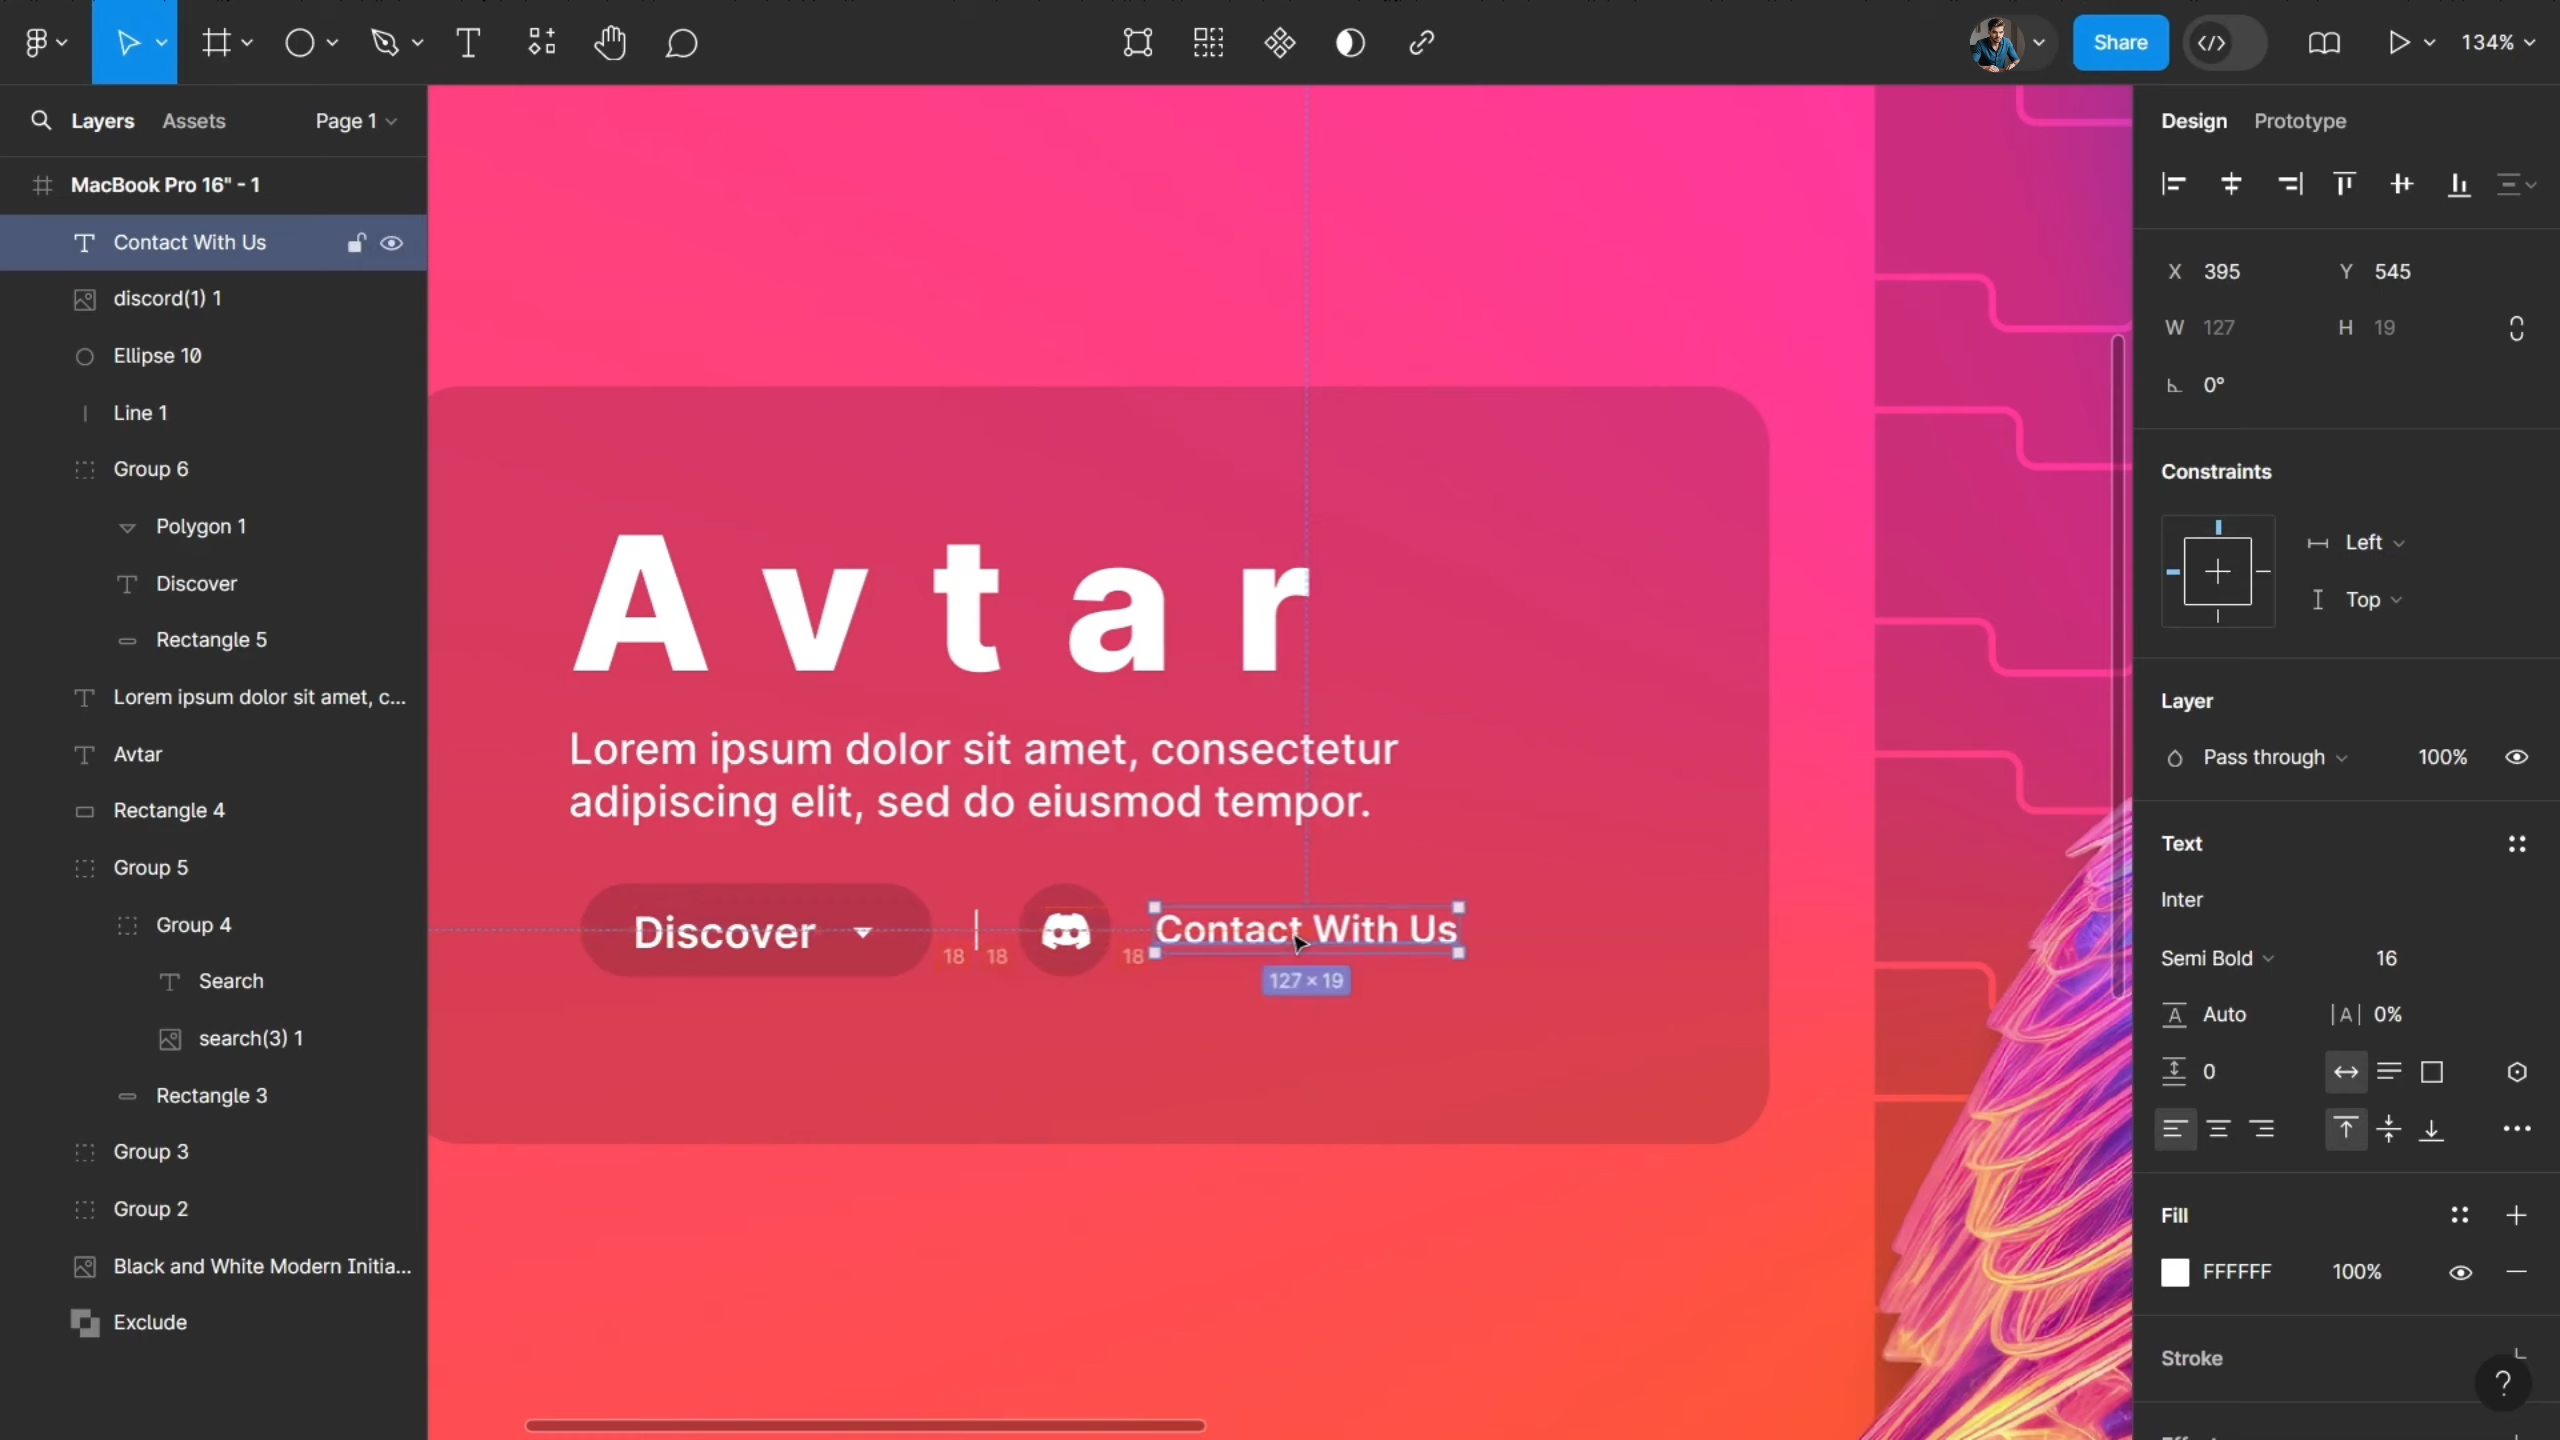 Share
134%
Layers
Assets
Page 1
MacBook Pro 16" - 1
Contact With Us
discord(1) 1
Ellipse 10
Line 1
Group 6
Polygon 1
Discover
Rectangle 5
Lorem ipsum dolor sit amet, c...
Avtar
Rectangle 4
Group 5
Group 4
Search
search(3) 1
Rectangle 3
Group 3
Group 2
Black and White Modern Initia...
Exclude
Avtar
Lorem ipsum dolor sit amet, consectetur
adipiscing elit, sed do eiusmod tempor.
Discover
18
18
18
Contact With Us
127 × 19
Design
Prototype
X 395
Y 545
W 127
H 19
0°
Constraints
Left
Top
Layer
Pass through
100%
Text
Inter
Semi Bold
16
Auto
|A| 0%
0
Fill
FFFFFF
100%
Stroke
?